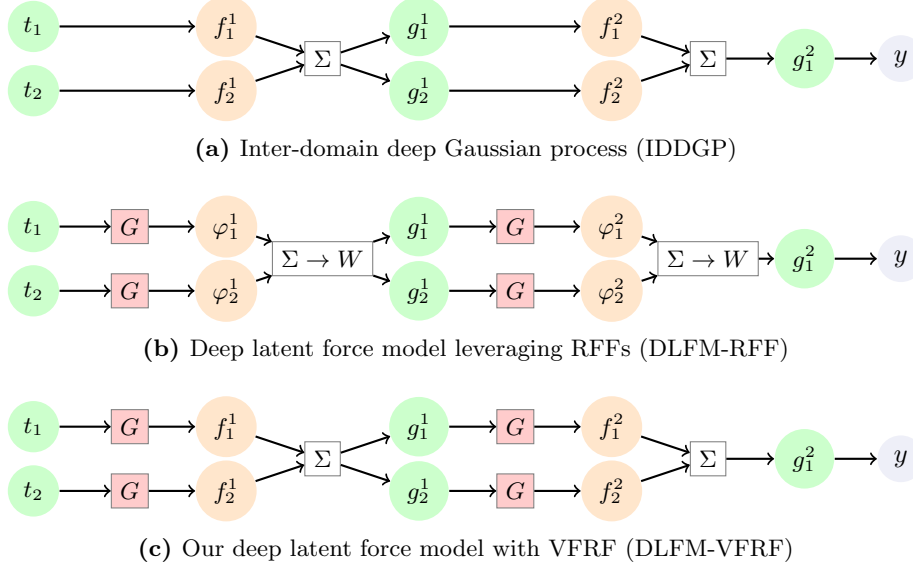 t₁ f₁¹ g₁¹ f₁²
Σ Σ g₁² y
t₂ f₂¹ g₂¹ f₂²
(a) Inter-domain deep Gaussian process (IDDGP)
t₁ G φ₁¹ g₁¹ G φ₁²
Σ → W Σ → W g₁² y
t₂ G φ₂¹ g₂¹ G φ₂²
(b) Deep latent force model leveraging RFFs (DLFM-RFF)
t₁ G f₁¹ g₁¹ G f₁²
Σ Σ g₁² y
t₂ G f₂¹ g₂¹ G f₂²
(c) Our deep latent force model with VFRF (DLFM-VFRF)